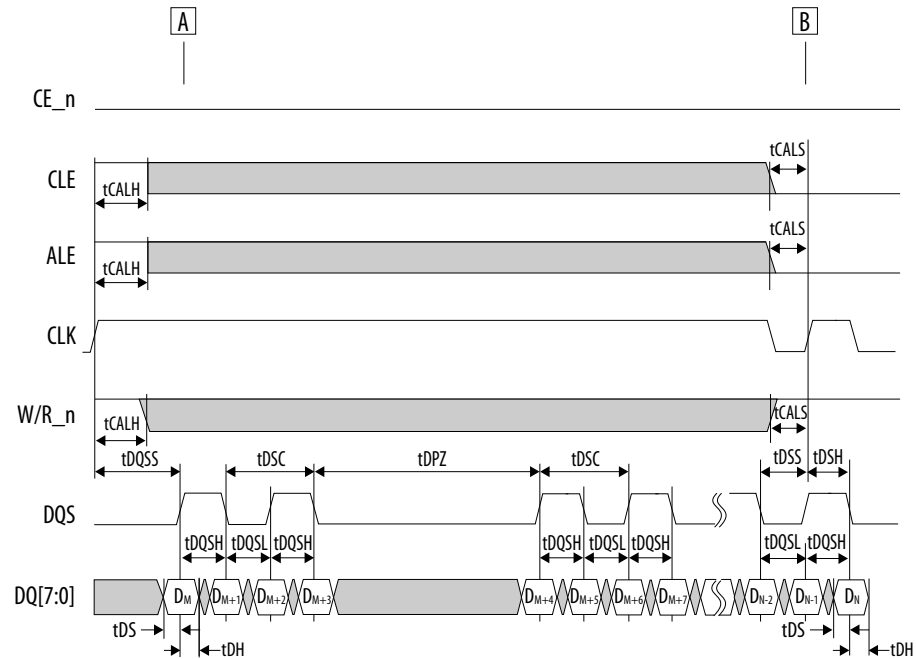 A B
CE_n
tCALS
CLE
tCALH
tCALS
ALE
tCALH
CLK
W/R_n
tCALH tCALS
tDQSS tDSC tDPZ tDSC tDSS tDSH
DQS
tDQSH tDQSL tDQSH tDQSH tDQSL tDQSH tDQSL tDQSH
DQ[7:0] DM DM+1 DM+2 DM+3 DM+4 DM+5 DM+6 DM+7 DN-2 DN-1 DN
tDS tDS
tDH tDH